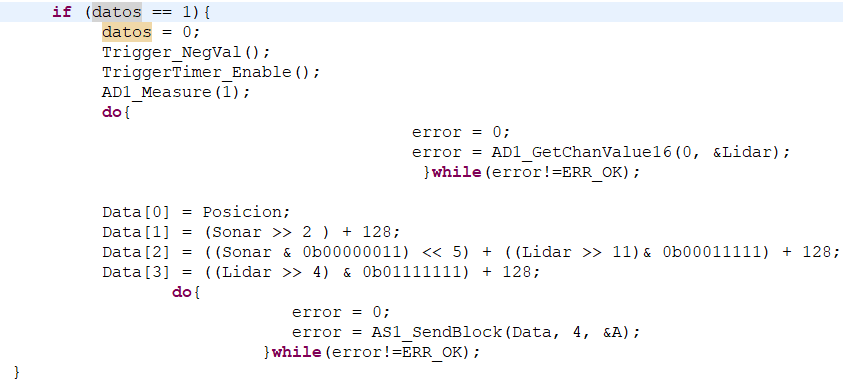 if (datos == 1){
datos = 0;
Trigger_NegVal();
TriggerTimer_Enable();
AD1_Measure(1);
do{
error = 0;
error = AD1_GetChanValue16(0, &Lidar);
}while(error!=ERR_OK);
Data[0] = Posicion;
Data[1] = (Sonar >> 2 ) + 128;
Data[2] = ((Sonar & 0b00000011) << 5) + ((Lidar >> 11)& 0b00011111) + 128;
Data[3] = ((Lidar >> 4) & 0b01111111) + 128;
do{
error = 0;
error = AS1_SendBlock(Data, 4, &A);
}while(error!=ERR_OK);
}